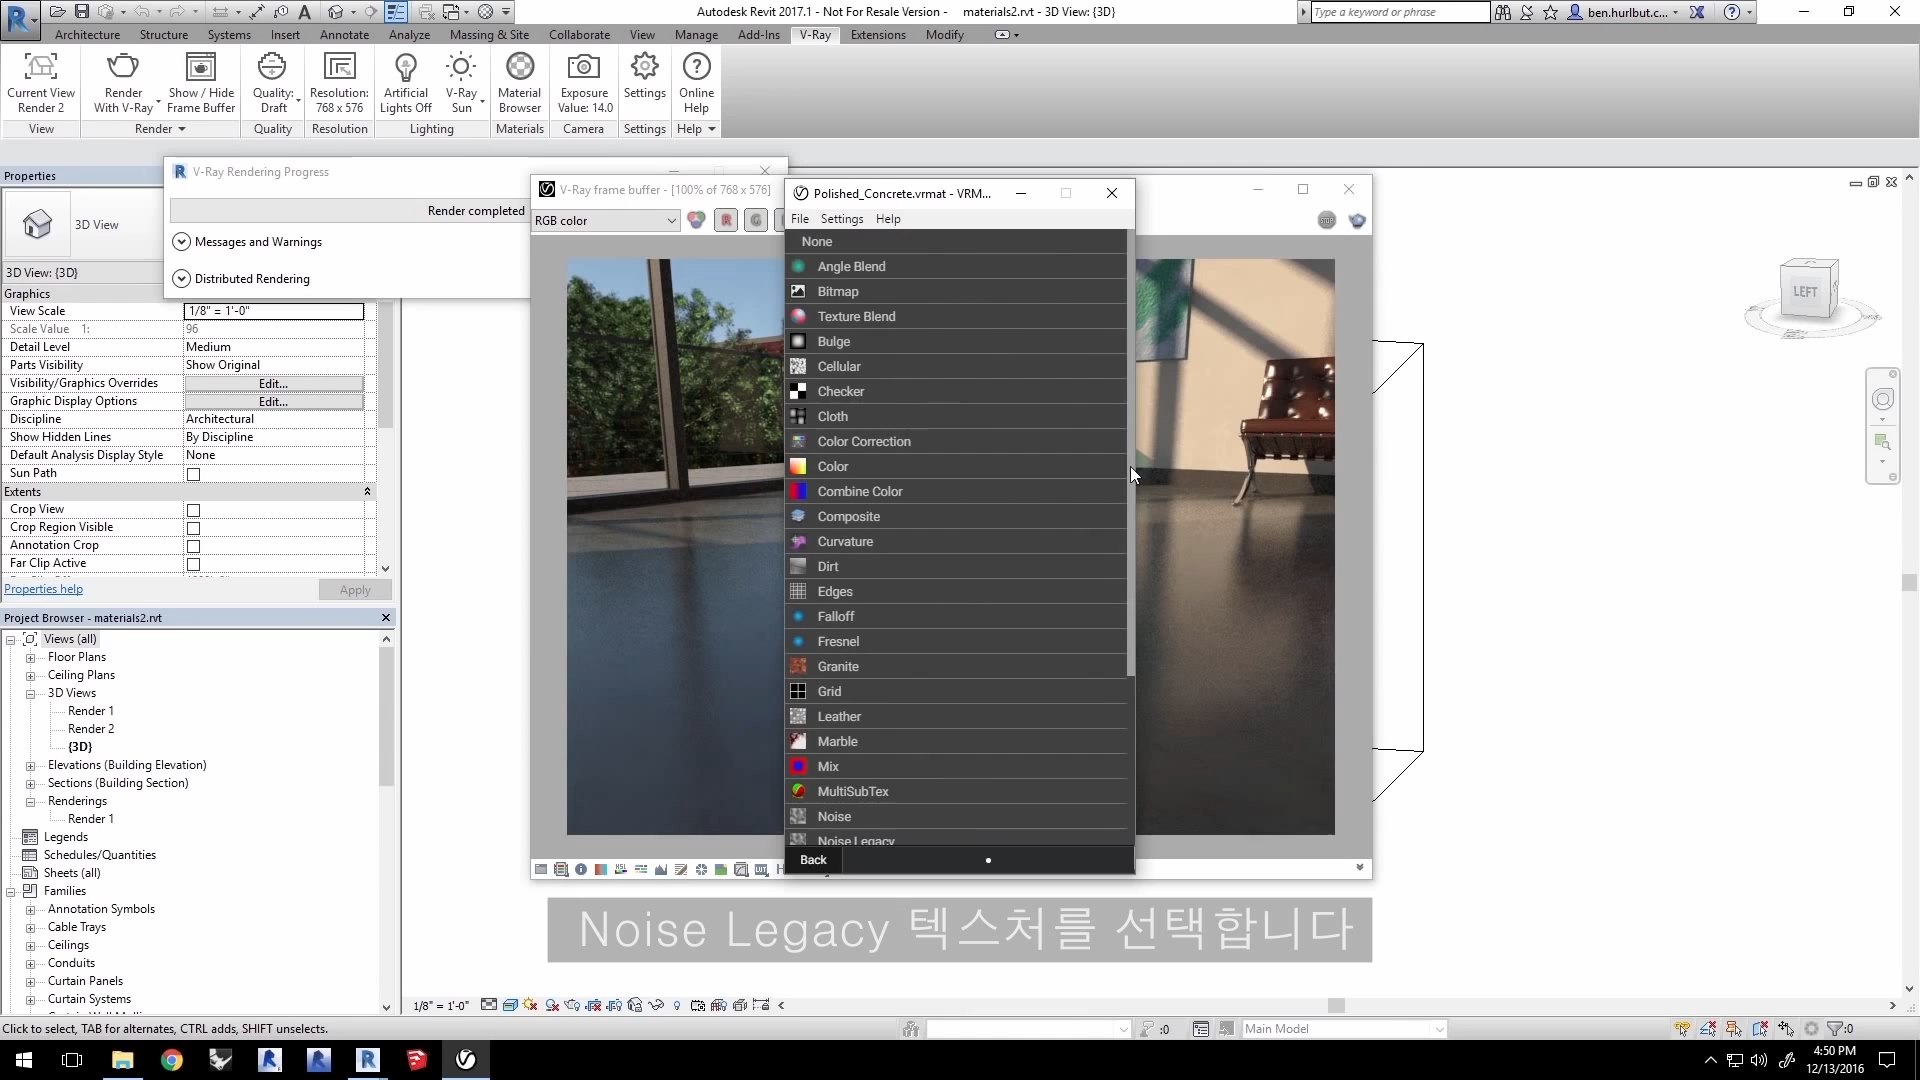 Autodesk Revit 2017.1 - Not For Resale Version -    materials2.rvt - 3D View: {3D}
Type a keyword or phrase
ben.hurlbut.c...
Architecture Structure Systems Insert Annotate Analyze Massing & Site Collaborate View Manage Add-Ins V-Ray Extensions Modify
Current View Render 2
Render With V-Ray
Show / Hide Frame Buffer
Quality: Draft
Resolution: 768 x 576
Artificial Lights Off
V-Ray Sun
Material Browser
Exposure Value: 14.0
Settings
Online Help
View Render Quality Resolution Lighting Materials Camera Settings Help
Properties
3D View
3D View: {3D}
Graphics
View Scale 1/8" = 1'-0"
Scale Value 1: 96
Detail Level Medium
Parts Visibility Show Original
Visibility/Graphics Overrides Edit...
Graphic Display Options Edit...
Discipline Architectural
Show Hidden Lines By Discipline
Default Analysis Display Style None
Sun Path
Extents
Crop View
Crop Region Visible
Annotation Crop
Far Clip Active
Properties help Apply
Project Browser - materials2.rvt
Views (all)
Floor Plans
Ceiling Plans
3D Views
Render 1
Render 2
{3D}
Elevations (Building Elevation)
Sections (Building Section)
Renderings
Render 1
Legends
Schedules/Quantities
Sheets (all)
Families
Annotation Symbols
Cable Trays
Ceilings
Conduits
Curtain Panels
Curtain Systems
V-Ray Rendering Progress
Render completed
Messages and Warnings
Distributed Rendering
V-Ray frame buffer - [100% of 768 x 576]
RGB color
R
G
STOP
Polished_Concrete.vrmat - VRM...
File Settings Help
None
Angle Blend
Bitmap
Texture Blend
Bulge
Cellular
Checker
Cloth
Color Correction
Color
Combine Color
Composite
Curvature
Dirt
Edges
Falloff
Fresnel
Granite
Grid
Leather
Marble
Mix
MultiSubTex
Noise
Noise Legacy
Back
LEFT
HSL
LUT
H
Noise Legacy 텍스처를 선택합니다
1/8" = 1'-0"
Click to select, TAB for alternates, CTRL adds, SHIFT unselects.
:0
Main Model
:0
4:50 PM
12/13/2016